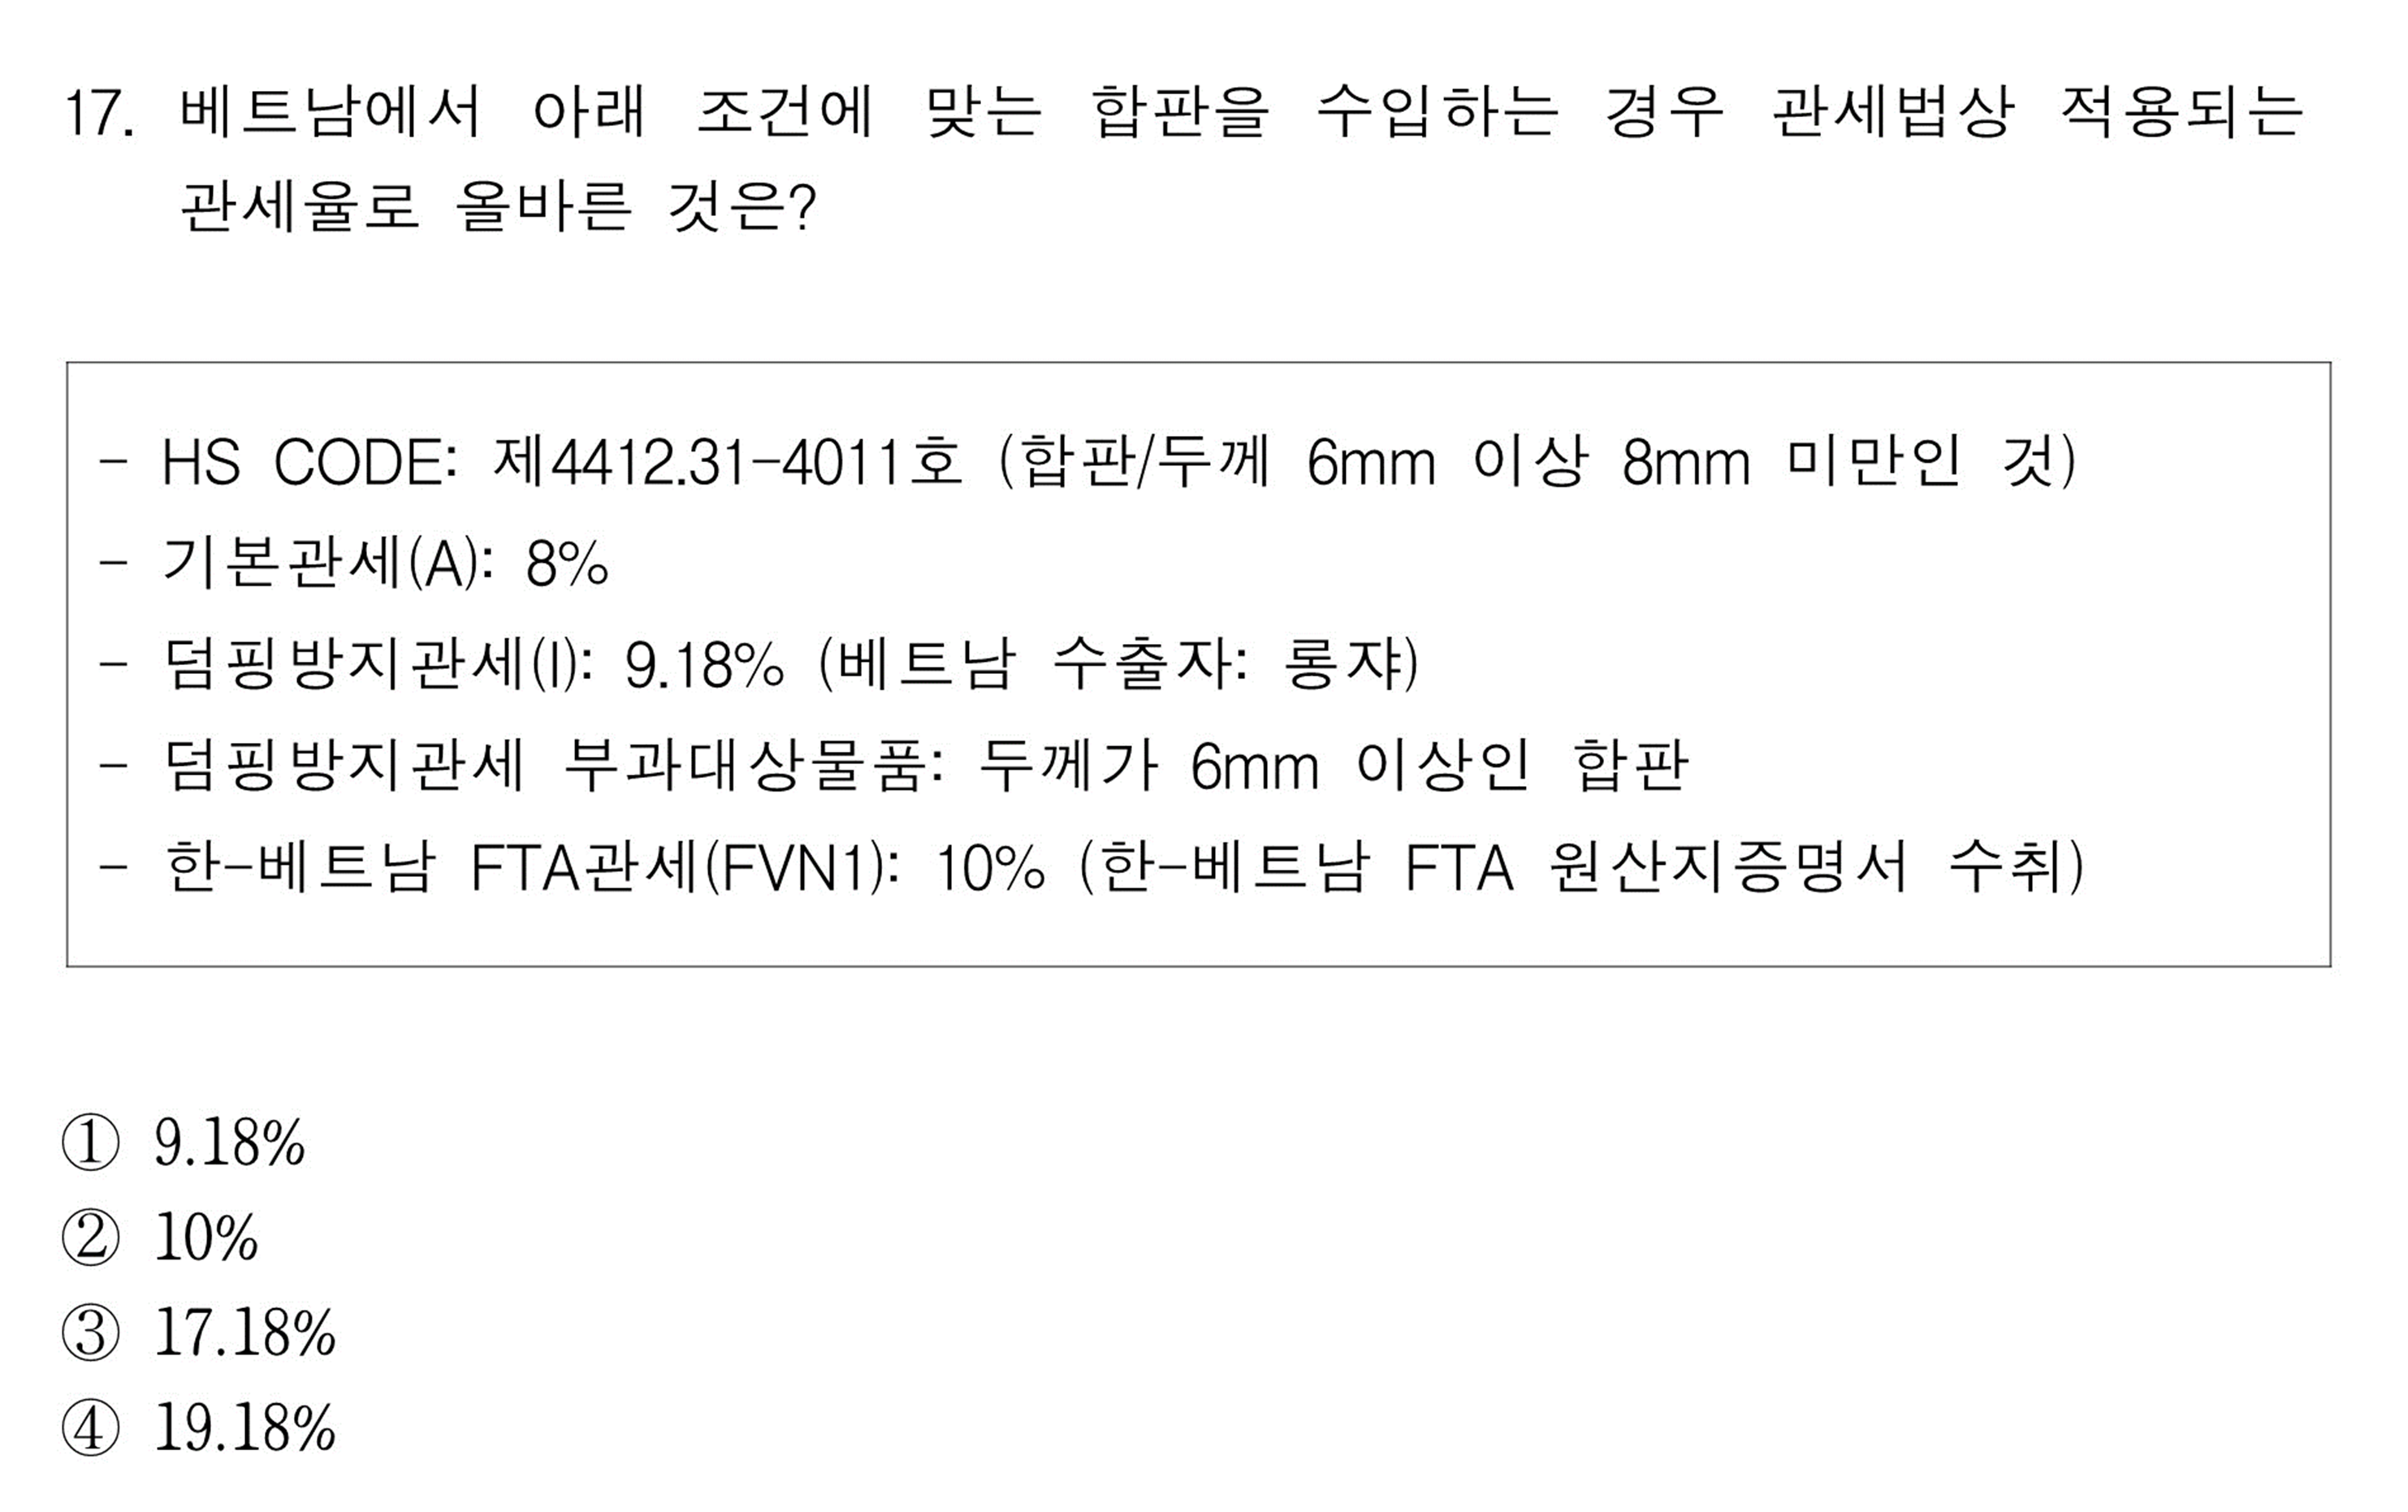 17. 베트남에서 아래 조건에 맞는 합판을 수입하는 경우 관세법상 적용되는
관세율로 올바른 것은?
- HS CODE: 제4412.31-4011호 (합판/두께 6mm 이상 8mm 미만인 것)
- 기본관세(A): 8%
- 덤핑방지관세(I): 9.18% (베트남 수출자: 롱쟈)
- 덤핑방지관세 부과대상물품: 두께가 6mm 이상인 합판
- 한-베트남 FTA관세(FVN1): 10% (한-베트남 FTA 원산지증명서 수취)
① 9.18%
② 10%
③ 17.18%
④ 19.18%